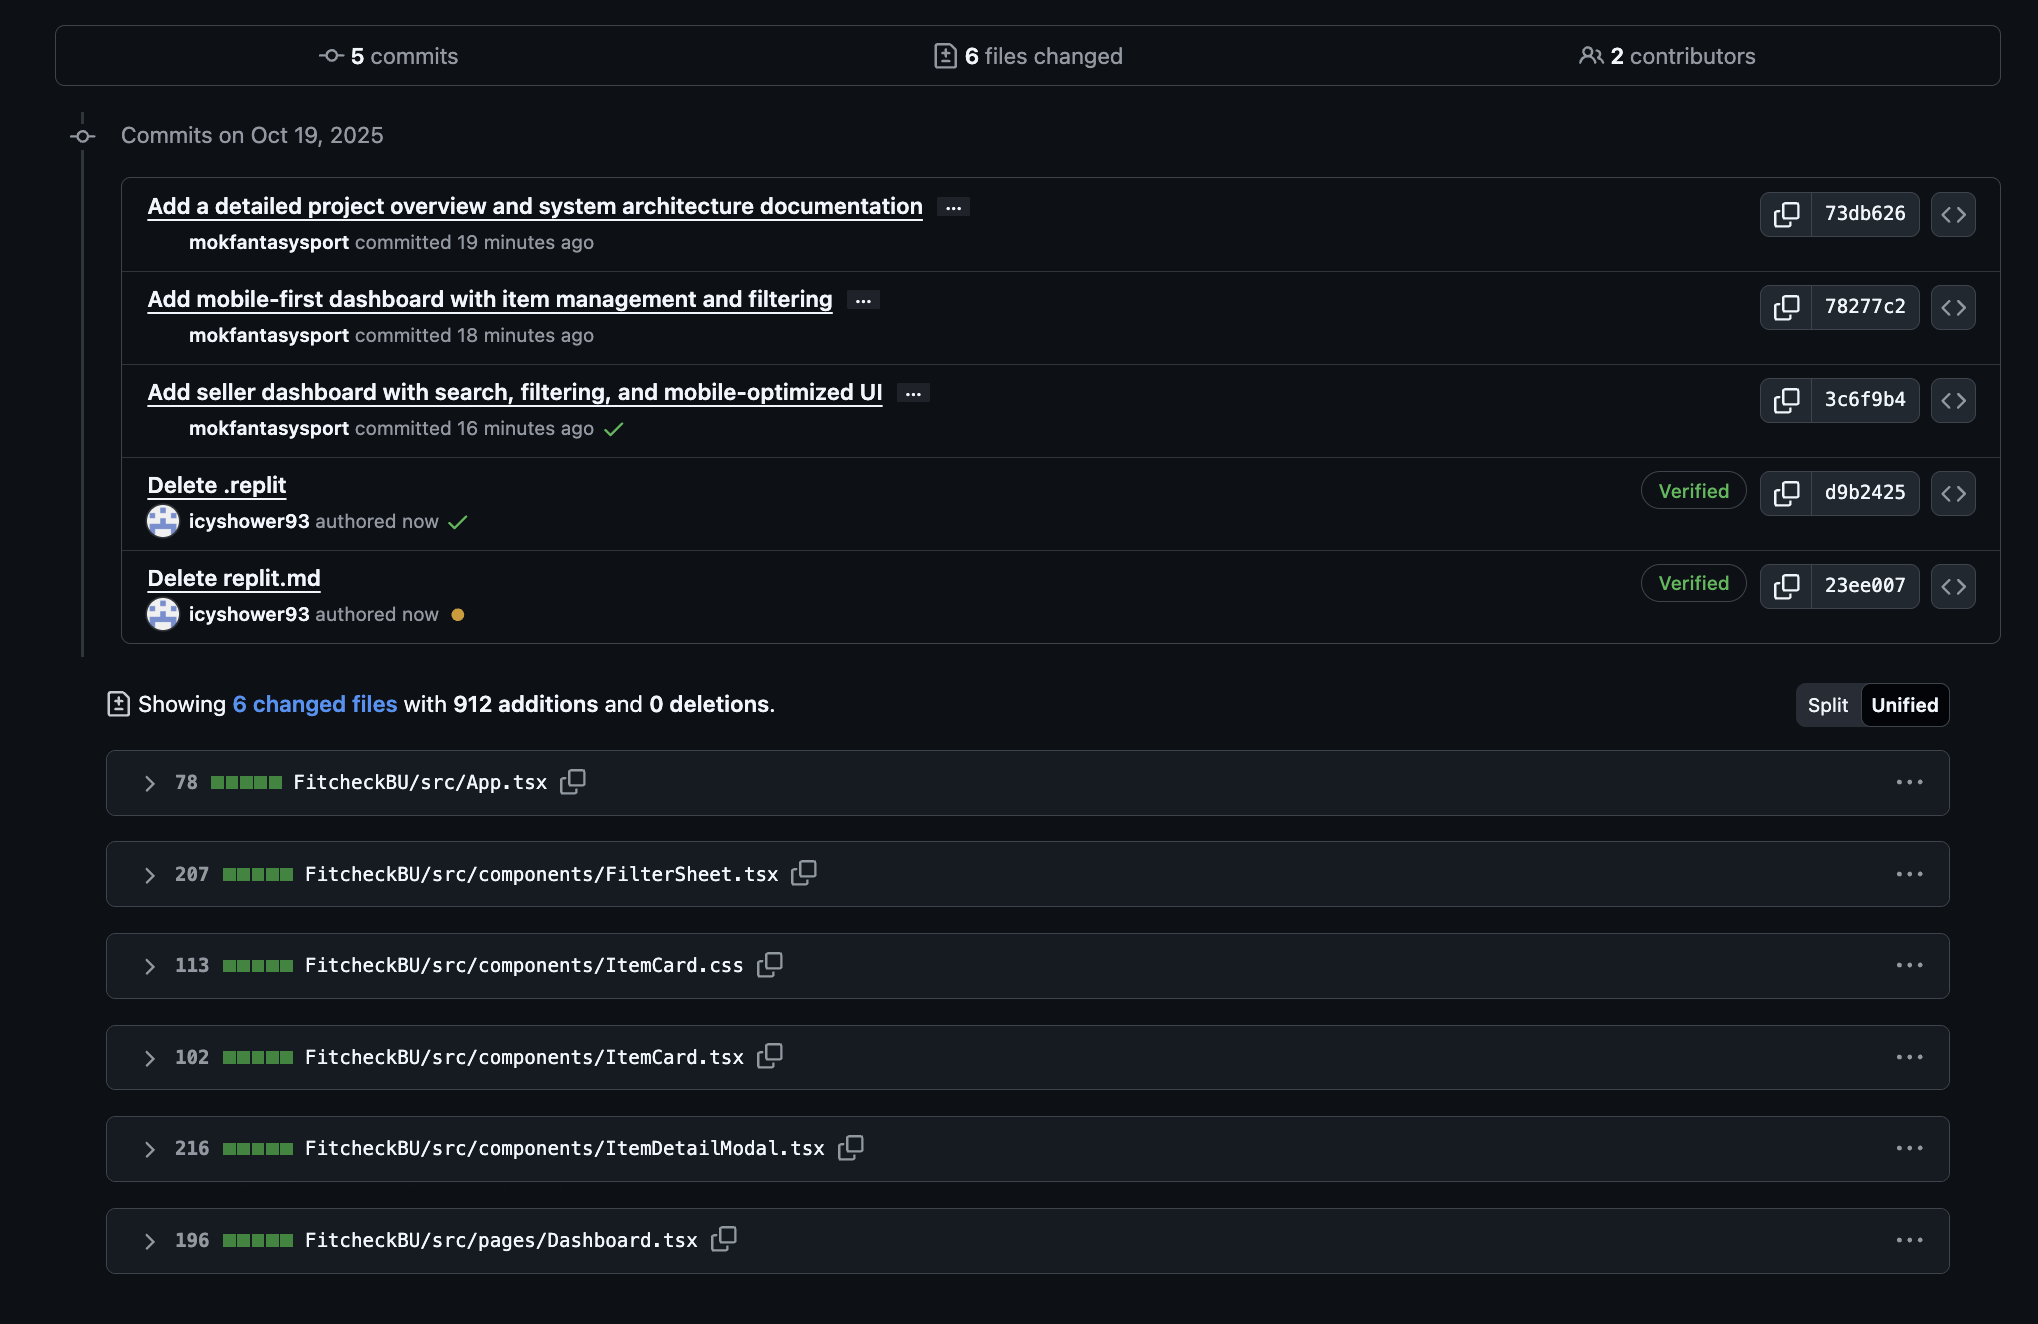 5 commits
6 files changed
2 contributors
Commits on Oct 19, 2025
Add a detailed project overview and system architecture documentation ...
73db626
mokfantasysport committed 19 minutes ago
Add mobile-first dashboard with item management and filtering ...
78277c2
mokfantasysport committed 18 minutes ago
Add seller dashboard with search, filtering, and mobile-optimized UI ...
3c6f9b4
mokfantasysport committed 16 minutes ago
Delete .replit
Verified
d9b2425
icyshower93 authored now
Delete replit.md
Verified
23ee007
icyshower93 authored now
Showing 6 changed files with 912 additions and 0 deletions.
Split
Unified
78 FitcheckBU/src/App.tsx
207 FitcheckBU/src/components/FilterSheet.tsx
113 FitcheckBU/src/components/ItemCard.css
102 FitcheckBU/src/components/ItemCard.tsx
216 FitcheckBU/src/components/ItemDetailModal.tsx
196 FitcheckBU/src/pages/Dashboard.tsx